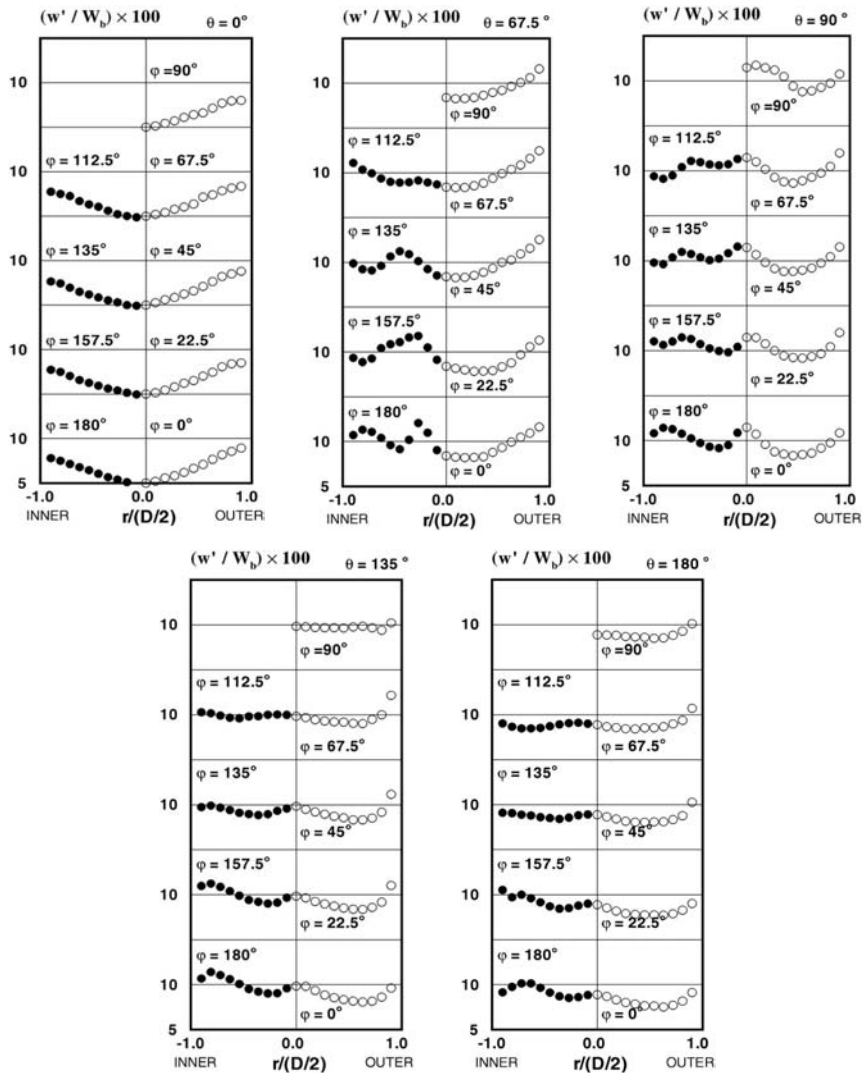 (w' / W_b) × 100 θ = 0°
10 φ = 90°
φ = 112.5° φ = 67.5°
10 φ = 135° φ = 45°
10 φ = 157.5° φ = 22.5°
10 φ = 180° φ = 0°
5
-1.0 0.0 1.0
INNER r/(D/2) OUTER
(w' / W_b) × 100 θ = 67.5°
10
φ = 90°
φ = 112.5°
10
φ = 67.5°
φ = 135°
10
φ = 45°
φ = 157.5°
10
φ = 22.5°
φ = 180°
10
φ = 0°
5
-1.0 0.0 1.0
INNER r/(D/2) OUTER
(w' / W_b) × 100 θ = 90°
10
φ = 90°
φ = 112.5°
10
φ = 67.5°
φ = 135°
10
φ = 45°
φ = 157.5°
10
φ = 22.5°
φ = 180°
10
φ = 0°
5
-1.0 0.0 1.0
INNER r/(D/2) OUTER
(w' / W_b) × 100 θ = 135°
10
φ =90°
φ = 112.5°
10
φ = 67.5°
φ = 135°
10
φ = 45°
φ = 157.5°
10
φ = 22.5°
φ = 180°
10
φ = 0°
5
-1.0 0.0 1.0
INNER r/(D/2) OUTER
(w' / W_b) × 100 θ = 180°
10
φ =90°
φ = 112.5°
10
φ = 67.5°
φ = 135°
10
φ = 45°
φ = 157.5°
10
φ = 22.5°
φ = 180°
10
φ = 0°
5
-1.0 0.0 1.0
INNER r/(D/2) OUTER